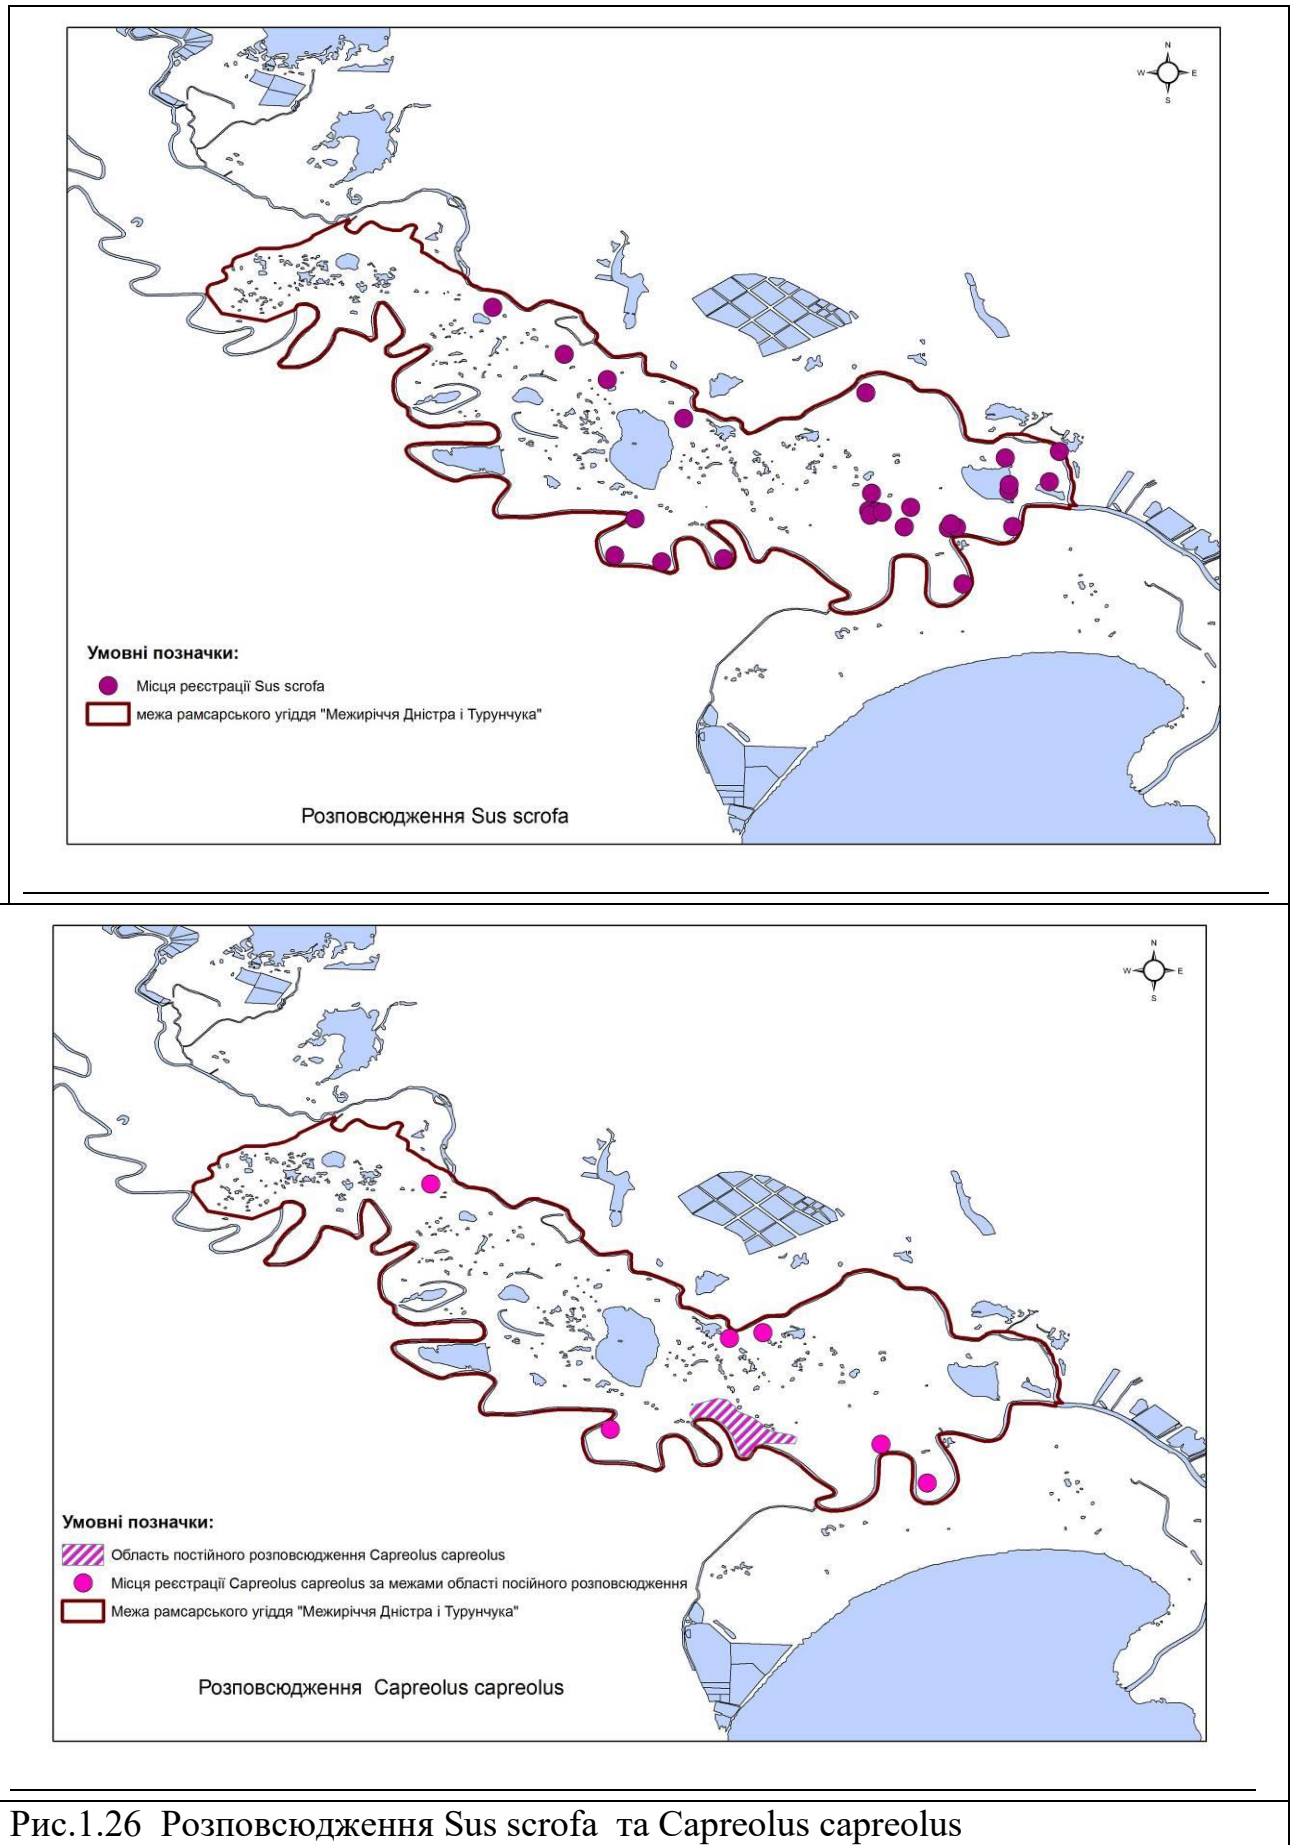 N
W E
S
Умовні позначки:
Місця реєстрації Sus scrofa
межа рамсарського угіддя "Межиріччя Дністра і Турунчука"
Розповсюдження Sus scrofa
N
W E
S
Умовні позначки:
Область постійного розповсюдження Capreolus capreolus
Місця реєстрації Capreolus capreolus за межами області посійного розповсюдження
Межа рамсарського угіддя "Межиріччя Дністра і Турунчука"
Розповсюдження Capreolus capreolus
Рис.1.26 Розповсюдження Sus scrofa та Capreolus capreolus